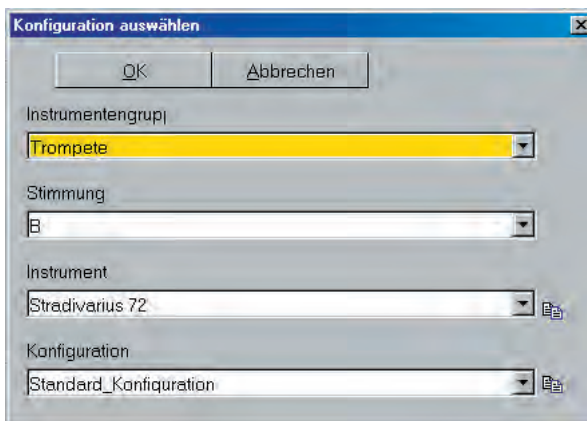 Konfiguration auswählen
OK Abbrechen
Instrumentengrup
Trompete
Stimmung
B
Instrument
Stradivarius 72
Konfiguration
Standard_Konfiguration